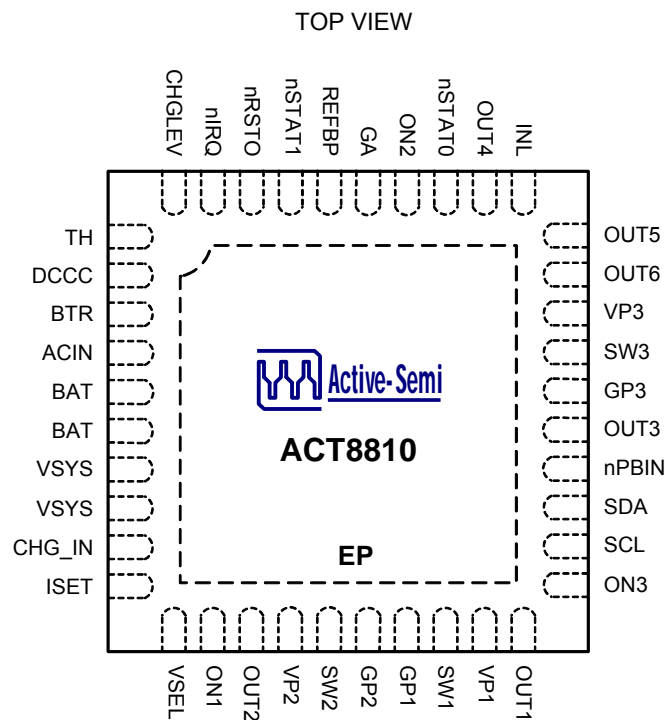 TOP VIEW
CHGLEV
nIRQ
nRSTO
nSTAT1
REFBP
GA
ON2
nSTAT0
OUT4
INL
TH
DCCC
BTR
ACIN
BAT
BAT
VSYS
VSYS
CHG_IN
ISET
OUT5
OUT6
VP3
SW3
GP3
OUT3
nPBIN
SDA
SCL
ON3
Active-Semi
ACT8810
EP
VSEL
ON1
OUT2
VP2
SW2
GP2
GP1
SW1
VP1
OUT1